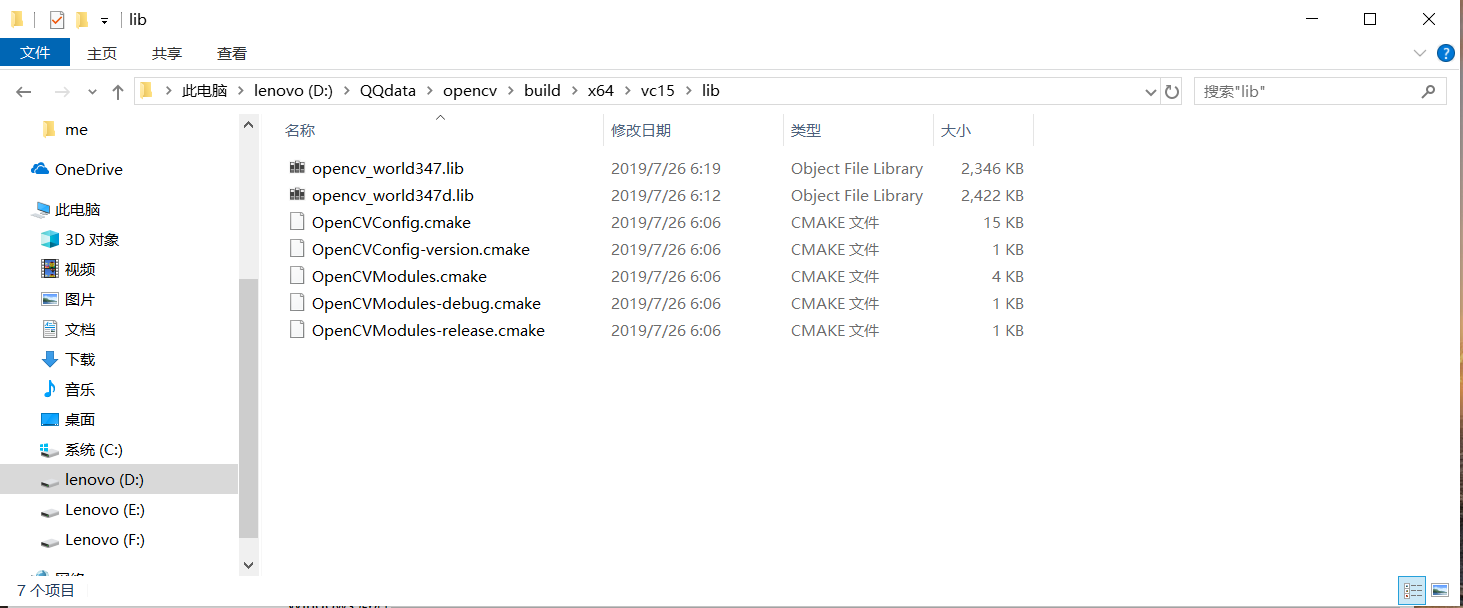 lib
文件 主页 共享 查看
此电脑 lenovo (D:) QQdata opencv build x64 vc15 lib 搜索"lib"
me
OneDrive
此电脑
3D 对象
视频
图片
文档
下载
音乐
桌面
系统 (C:)
lenovo (D:)
Lenovo (E:)
Lenovo (F:)
名称 修改日期 类型 大小
opencv_world347.lib 2019/7/26 6:19 Object File Library 2,346 KB
opencv_world347d.lib 2019/7/26 6:12 Object File Library 2,422 KB
OpenCVConfig.cmake 2019/7/26 6:06 CMAKE 文件 15 KB
OpenCVConfig-version.cmake 2019/7/26 6:06 CMAKE 文件 1 KB
OpenCVModules.cmake 2019/7/26 6:06 CMAKE 文件 4 KB
OpenCVModules-debug.cmake 2019/7/26 6:06 CMAKE 文件 1 KB
OpenCVModules-release.cmake 2019/7/26 6:06 CMAKE 文件 1 KB
7 个项目